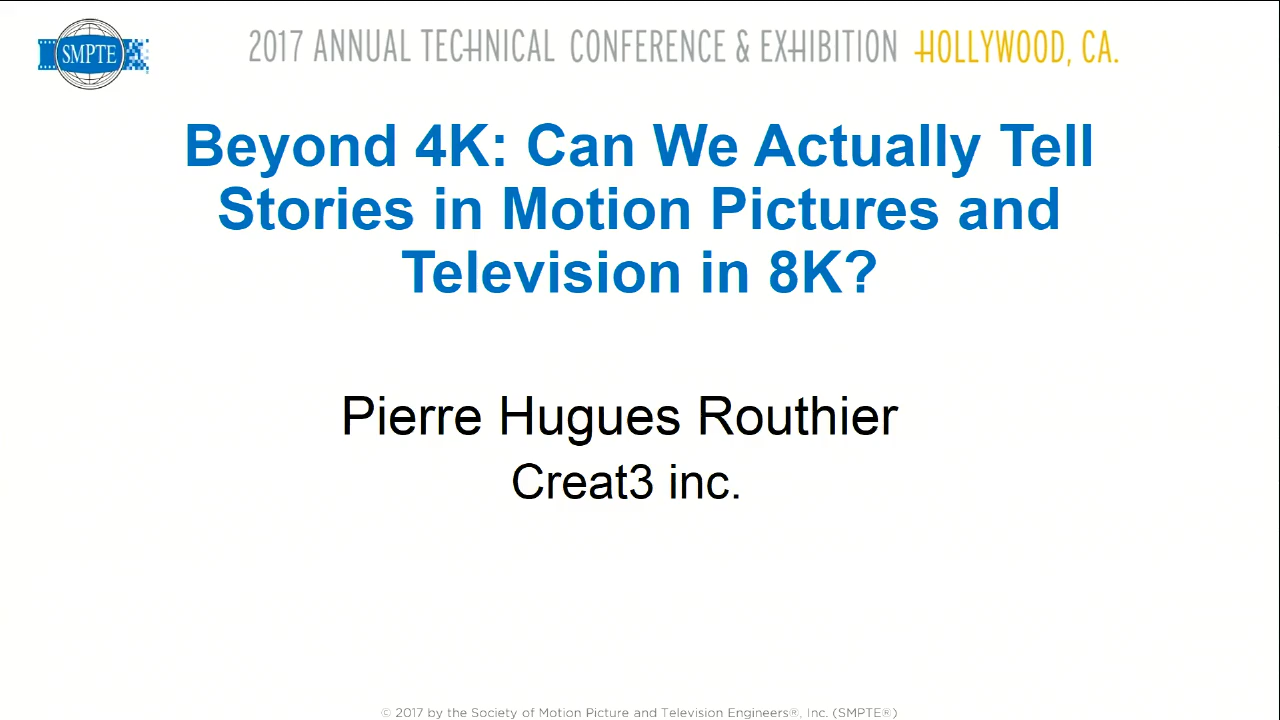 SMPTE
2017 ANNUAL TECHNICAL CONFERENCE & EXHIBITION HOLLYWOOD, CA.
Beyond 4K: Can We Actually Tell
Stories in Motion Pictures and
Television in 8K?
Pierre Hugues Routhier
Creat3 inc.
© 2017 by the Society of Motion Picture and Television Engineers®, Inc. (SMPTE®)